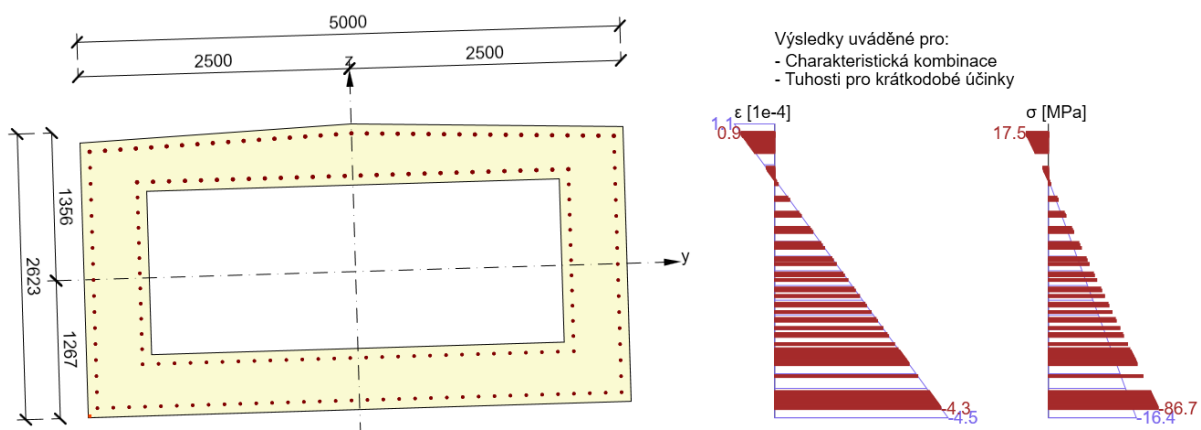 5000
2500
2500
z
y
2623
1356
1267
Výsledky uváděné pro:
- Charakteristická kombinace
- Tuhosti pro krátkodobé účinky
ε [1e-4]
1.1
0.9
-4.3
-4.5
σ [MPa]
17.5
-86.7
-16.4